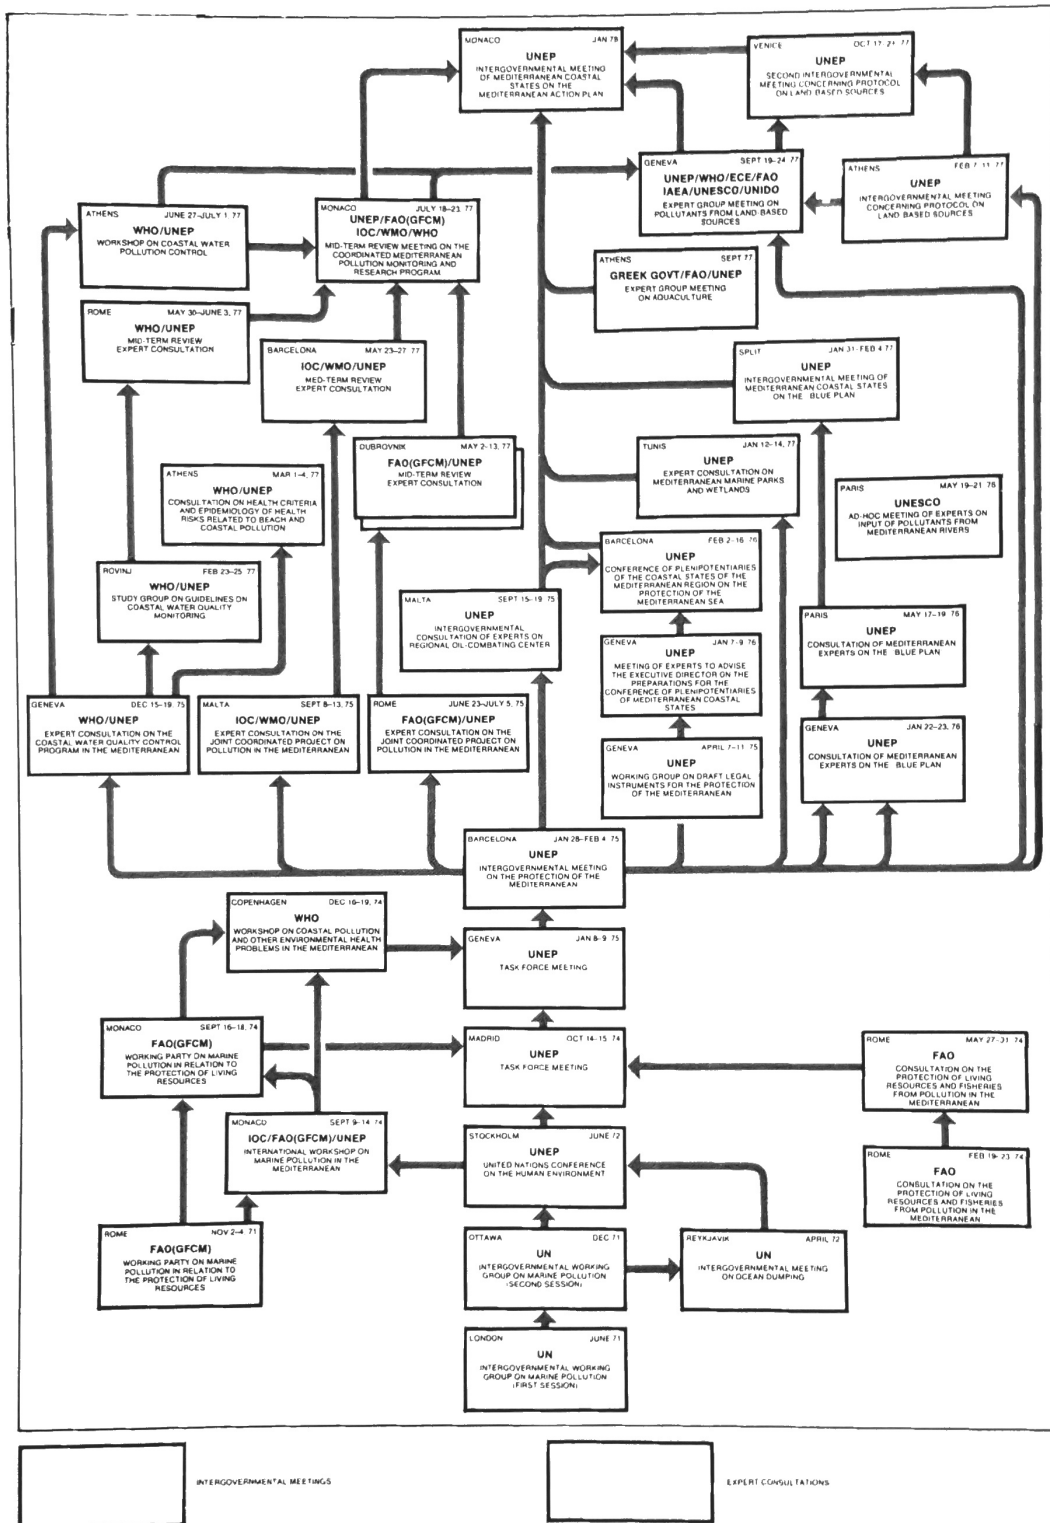 MONACO JAN 78
UNEP
INTERGOVERNMENTAL MEETING
OF MEDITERRANEAN COASTAL
STATES ON THE
MEDITERRANEAN ACTION PLAN
VENICE OCT 17-21 77
UNEP
SECOND INTERGOVERNMENTAL
MEETING CONCERNING PROTOCOL
ON LAND BASED SOURCES
GENEVA SEPT 19-24 77
UNEP/WHO/ECE/FAO
IAEA/UNESCO/UNIDO
EXPERT GROUP MEETING ON
POLLUTANTS FROM LAND-BASED
SOURCES
ATHENS FEB 7-11 77
UNEP
INTERGOVERNMENTAL MEETING
CONCERNING PROTOCOL ON
LAND BASED SOURCES
ATHENS JUNE 27-JULY 1 77
WHO/UNEP
WORKSHOP ON COASTAL WATER
POLLUTION CONTROL
MONACO JULY 18-23 77
UNEP/FAO(GFCM)
IOC/WMO/WHO
MID-TERM REVIEW MEETING ON THE
COORDINATED MEDITERRANEAN
POLLUTION MONITORING AND
RESEARCH PROGRAM
ATHENS SEPT 77
GREEK GOVT/FAO/UNEP
EXPERT GROUP MEETING
ON AQUACULTURE
ROME MAY 30-JUNE 3, 77
WHO/UNEP
MID-TERM REVIEW
EXPERT CONSULTATION
BARCELONA MAY 23-27 77
IOC/WMO/UNEP
MED-TERM REVIEW
EXPERT CONSULTATION
SPLIT JAN 31-FEB 4 77
UNEP
INTERGOVERNMENTAL MEETING OF
MEDITERRANEAN COASTAL STATES
ON THE BLUE PLAN
DUBROVNIK MAY 2-13, 77
FAO(GFCM)/UNEP
MID-TERM REVIEW
EXPERT CONSULTATION
TUNIS JAN 12-14, 77
UNEP
EXPERT CONSULTATION ON
MEDITERRANEAN MARINE PARKS
AND WETLANDS
ATHENS MAR 1-4, 77
WHO/UNEP
CONSULTATION ON HEALTH CRITERIA
AND EPIDEMIOLOGY OF HEALTH
RISKS RELATED TO BEACH AND
COASTAL POLLUTION
PARIS MAY 19-21 76
UNESCO
AD-HOC MEETING OF EXPERTS ON
INPUT OF POLLUTANTS FROM
MEDITERRANEAN RIVERS
BARCELONA FEB 2-16 76
UNEP
CONFERENCE OF PLENIPOTENTIARIES
OF THE COASTAL STATES OF THE
MEDITERRANEAN REGION ON THE
PROTECTION OF THE
MEDITERRANEAN SEA
ROVINJ FEB 23-25 77
WHO/UNEP
STUDY GROUP ON GUIDELINES ON
COASTAL WATER QUALITY
MONITORING
MALTA SEPT 15-19 75
UNEP
INTERGOVERNMENTAL
CONSULTATION OF EXPERTS ON
REGIONAL OIL-COMBATING CENTER
PARIS MAY 17-19 76
UNEP
CONSULTATION OF MEDITERRANEAN
EXPERTS ON THE BLUE PLAN
GENEVA JAN 7-9 76
UNEP
MEETING OF EXPERTS TO ADVISE
THE EXECUTIVE DIRECTOR ON THE
PREPARATIONS FOR THE
CONFERENCE OF PLENIPOTENTIARIES
OF MEDITERRANEAN COASTAL
STATES
GENEVA DEC 15-19, 75
WHO/UNEP
EXPERT CONSULTATION ON THE
COASTAL WATER QUALITY CONTROL
PROGRAM IN THE MEDITERRANEAN
MALTA SEPT 8-13, 75
IOC/WMO/UNEP
EXPERT CONSULTATION ON THE
JOINT COORDINATED PROJECT ON
POLLUTION IN THE MEDITERRANEAN
ROME JUNE 23-JULY 5, 75
FAO(GFCM)/UNEP
EXPERT CONSULTATION ON THE
JOINT COORDINATED PROJECT ON
POLLUTION IN THE MEDITERRANEAN
GENEVA JAN 22-23, 76
UNEP
CONSULTATION OF MEDITERRANEAN
EXPERTS ON THE BLUE PLAN
GENEVA APRIL 7-11 75
UNEP
WORKING GROUP ON DRAFT LEGAL
INSTRUMENTS FOR THE PROTECTION
OF THE MEDITERRANEAN
BARCELONA JAN 28-FEB 4 75
UNEP
INTERGOVERNMENTAL MEETING
ON THE PROTECTION OF THE
MEDITERRANEAN
COPENHAGEN DEC 16-19, 74
WHO
WORKSHOP ON COASTAL POLLUTION
AND OTHER ENVIRONMENTAL HEALTH
PROBLEMS IN THE MEDITERRANEAN
GENEVA JAN 8-9 75
UNEP
TASK FORCE MEETING
MONACO SEPT 16-18, 74
FAO(GFCM)
WORKING PARTY ON MARINE
POLLUTION IN RELATION TO
THE PROTECTION OF LIVING
RESOURCES
MADRID OCT 14-15 74
UNEP
TASK FORCE MEETING
ROME MAY 27-31 74
FAO
CONSULTATION ON THE
PROTECTION OF LIVING
RESOURCES AND FISHERIES
FROM POLLUTION IN THE
MEDITERRANEAN
MONACO SEPT 9-14 74
IOC/FAO(GFCM)/UNEP
INTERNATIONAL WORKSHOP ON
MARINE POLLUTION IN THE
MEDITERRANEAN
STOCKHOLM JUNE 72
UNEP
UNITED NATIONS CONFERENCE
ON THE HUMAN ENVIRONMENT
ROME FEB 19-23 74
FAO
CONSULTATION ON THE
PROTECTION OF LIVING
RESOURCES AND FISHERIES
FROM POLLUTION IN THE
MEDITERRANEAN
ROME NOV 2-4 71
FAO(GFCM)
WORKING PARTY ON MARINE
POLLUTION IN RELATION TO
THE PROTECTION OF LIVING
RESOURCES
OTTAWA DEC 71
UN
INTERGOVERNMENTAL WORKING
GROUP ON MARINE POLLUTION
(SECOND SESSION)
REYKJAVIK APRIL 72
UN
INTERGOVERNMENTAL MEETING
ON OCEAN DUMPING
LONDON JUNE 71
UN
INTERGOVERNMENTAL WORKING
GROUP ON MARINE POLLUTION
(FIRST SESSION)
INTERGOVERNMENTAL MEETINGS
EXPERT CONSULTATIONS